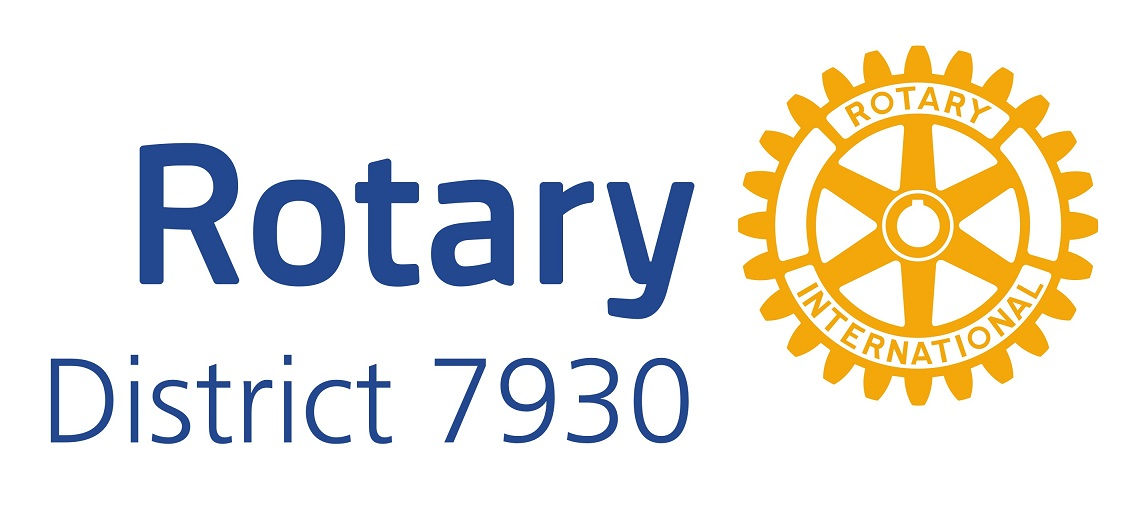 Rotary
District 7930
ROTARY
INTERNATIONAL